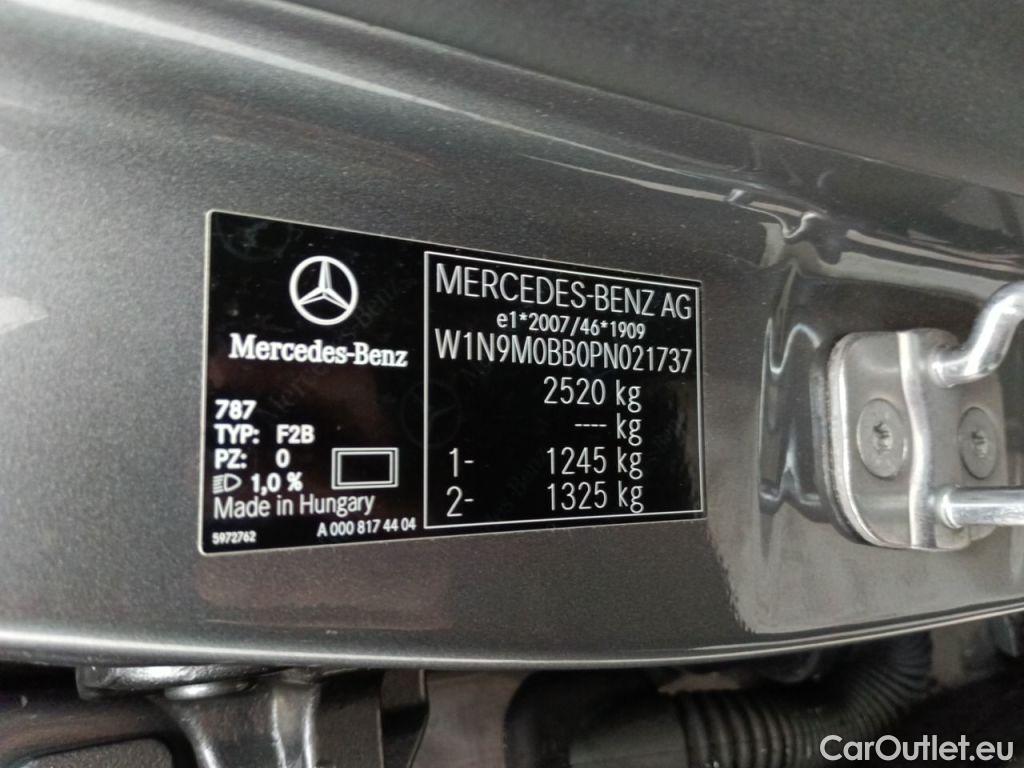 Mercedes-Benz
787
TYP: F2B
PZ: 0
1,0 %
Made in Hungary
5972762
A 000 817 44 04
MERCEDES-BENZ AG
e1*2007/46*1909
W1N9M0BB0PN021737
2520 kg
---- kg
1- 1245 kg
2- 1325 kg
CarOutlet.eu